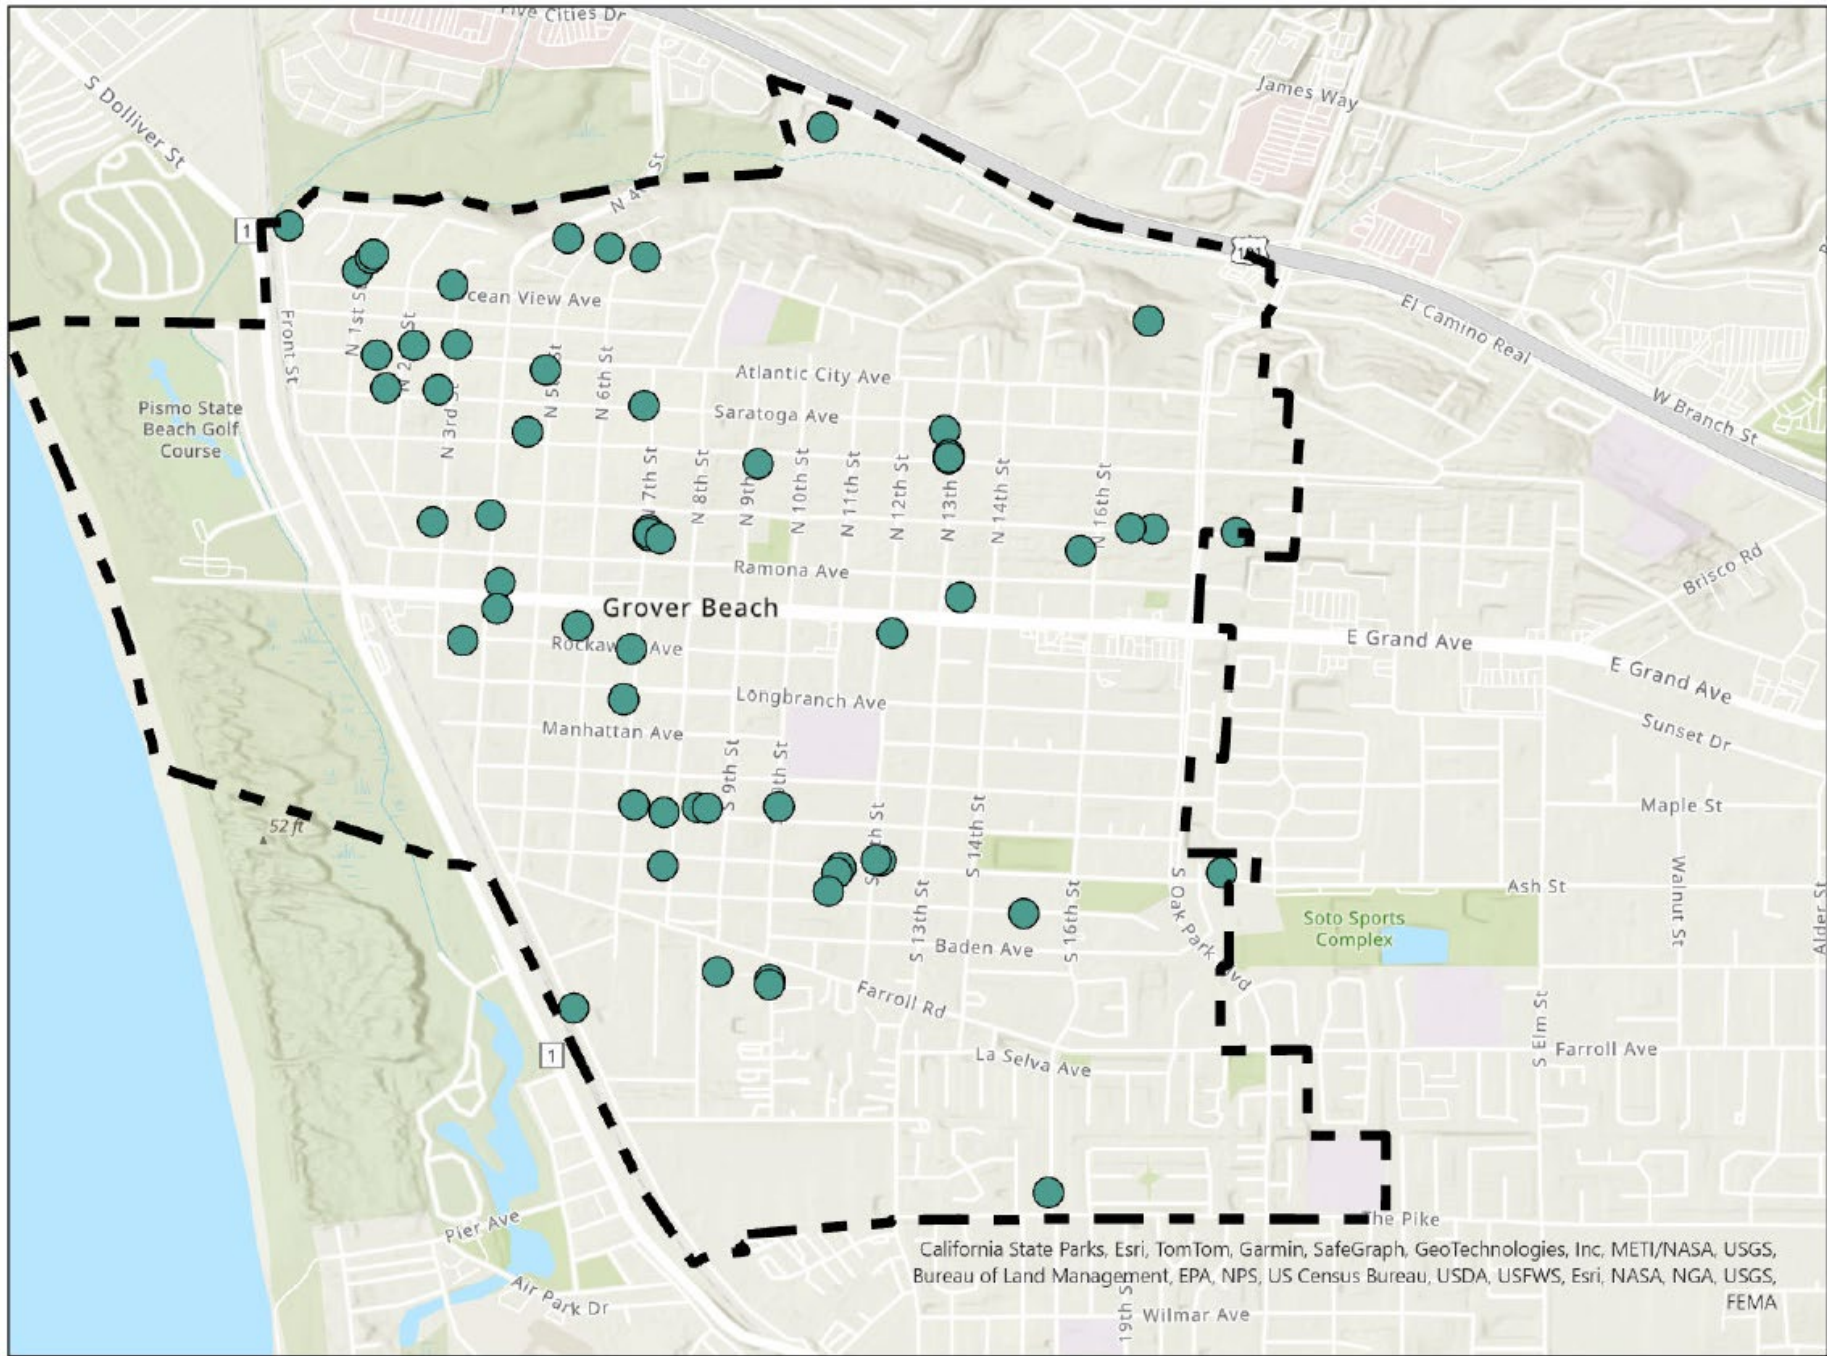 Five Cities Dr
S Dolliver St
James Way
N 4th St
1
101
Ocean View Ave
El Camino Real
Front St
N 1st St
N 2 St
N 3rd St
N 5th St
N 6th St
Atlantic City Ave
Saratoga Ave
W Branch St
Pismo State
Beach Golf
Course
N 7th St
N 8th St
N 9th
N 10th St
N 11th St
N 12th St
N 13th
N 14th St
N 16th St
Ramona Ave
Brisco Rd
Grover Beach
E Grand Ave
E Grand Ave
Rockaway Ave
Longbranch Ave
Manhattan Ave
Sunset Dr
S 9th St
Maple St
52 ft
S 14th St
S 13th St
S 16th St
S Oak Park Blvd
Ash St
Walnut St
Alder St
Soto Sports
Complex
Baden Ave
Farroll Rd
S Elm St
Farroll Ave
La Selva Ave
1
Pier Ave
The Pike
Air Park Dr
19th S
Wilmar Ave
California State Parks, Esri, TomTom, Garmin, SafeGraph, GeoTechnologies, Inc, METI/NASA, USGS,
Bureau of Land Management, EPA, NPS, US Census Bureau, USDA, USFWS, Esri, NASA, NGA, USGS,
FEMA